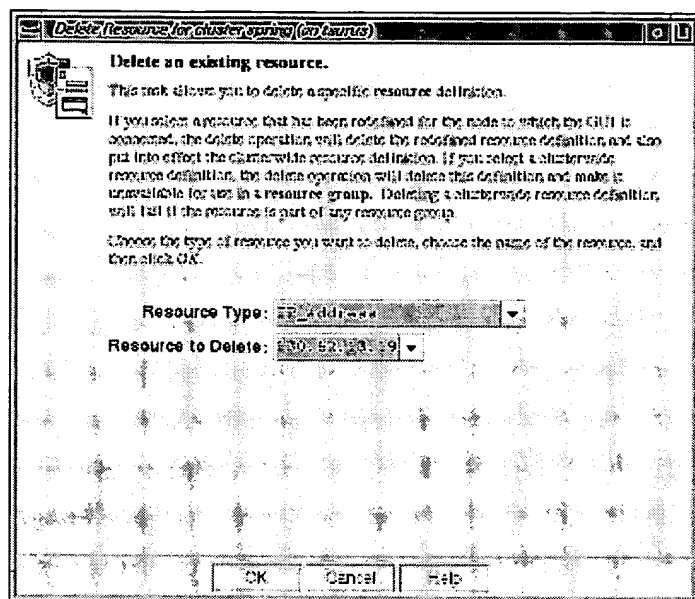 Delete Resource for cluster spring (on taurus)
Delete an existing resource.
This task allows you to delete a specific resource definition.
If you select a resource that has been redefined for the node to which the GUI is
connected, the delete operation will delete the redefined resource definition and also
put into effect the clusterwide resource definition. If you select a clusterwide
resource definition, the delete operation will delete this definition and make it
unavailable for use in a resource group. Deleting a clusterwide resource definition
will fail if the resource is part of any resource group.
Choose the type of resource you want to delete, choose the name of the resource, and
then click OK.
Resource Type: IP_address
Resource to Delete:
OK Cancel Help